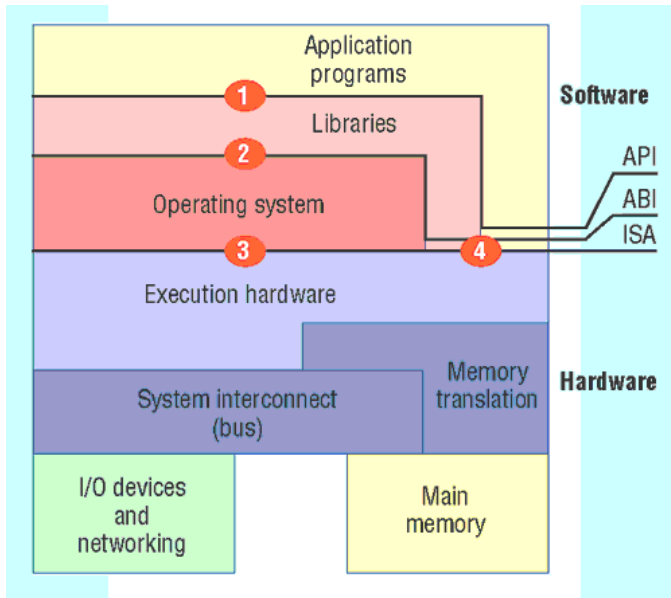 Application
programs
1
Software
Libraries
2
API
ABI
Operating system
ISA
3
4
Execution hardware
Memory
translation
Hardware
System interconnect
(bus)
I/O devices
and
networking
Main
memory